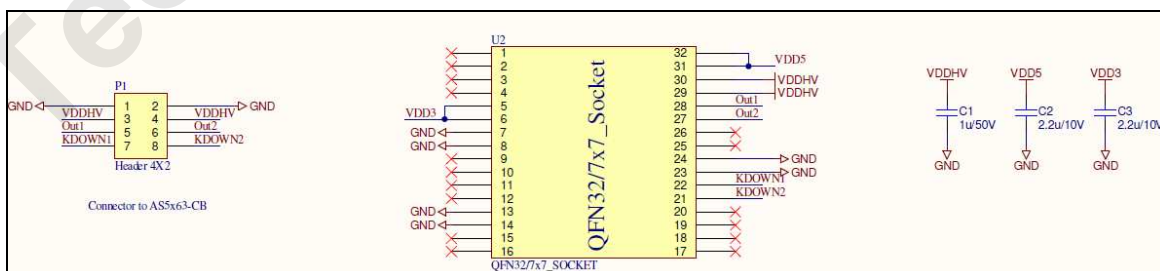 Tec
P1
GND 1 2 GND
VDDHV 3 4 VDDHV
Out1 5 6 Out2
KDOWN1 7 8 KDOWN2
Header 4X2
Connector to AS5x63-CB
U2
QFN32/7x7_Socket
1 32
2 31 VDD5
3 30 VDDHV
4 29 VDDHV
5 28 Out1
VDD3 6 27 Out2
GND 7 26
GND 8 25
9 24 GND
10 23 GND
11 22 KDOWN1
12 21 KDOWN2
GND 13 20
GND 14 19
15 18
16 17
QFN32/7x7_SOCKET
VDDHV VDD5 VDD3
C1 C2 C3
1u/50V 2.2u/10V 2.2u/10V
GND GND GND